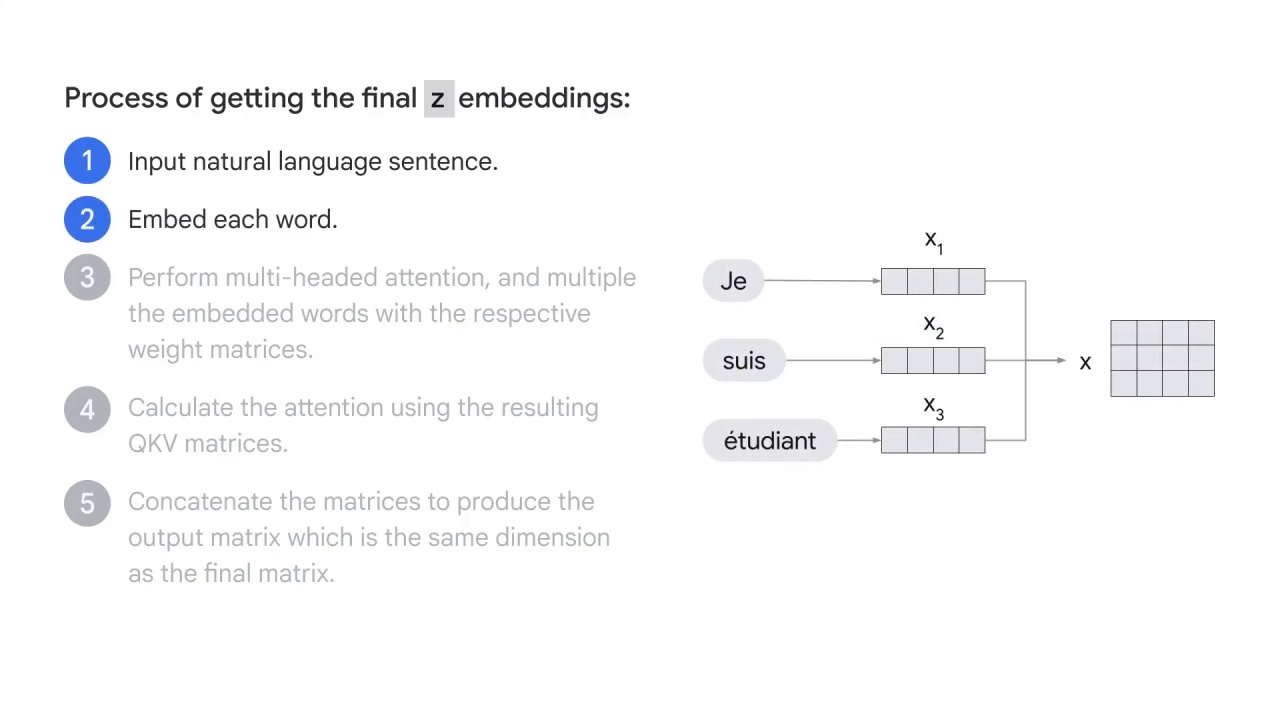 Process of getting the final z embeddings:
1 Input natural language sentence.
2 Embed each word.
3 Perform multi-headed attention, and multiple
the embedded words with the respective
weight matrices.
4 Calculate the attention using the resulting
QKV matrices.
5 Concatenate the matrices to produce the
output matrix which is the same dimension
as the final matrix.
x1
Je
x2
suis
x
x3
étudiant